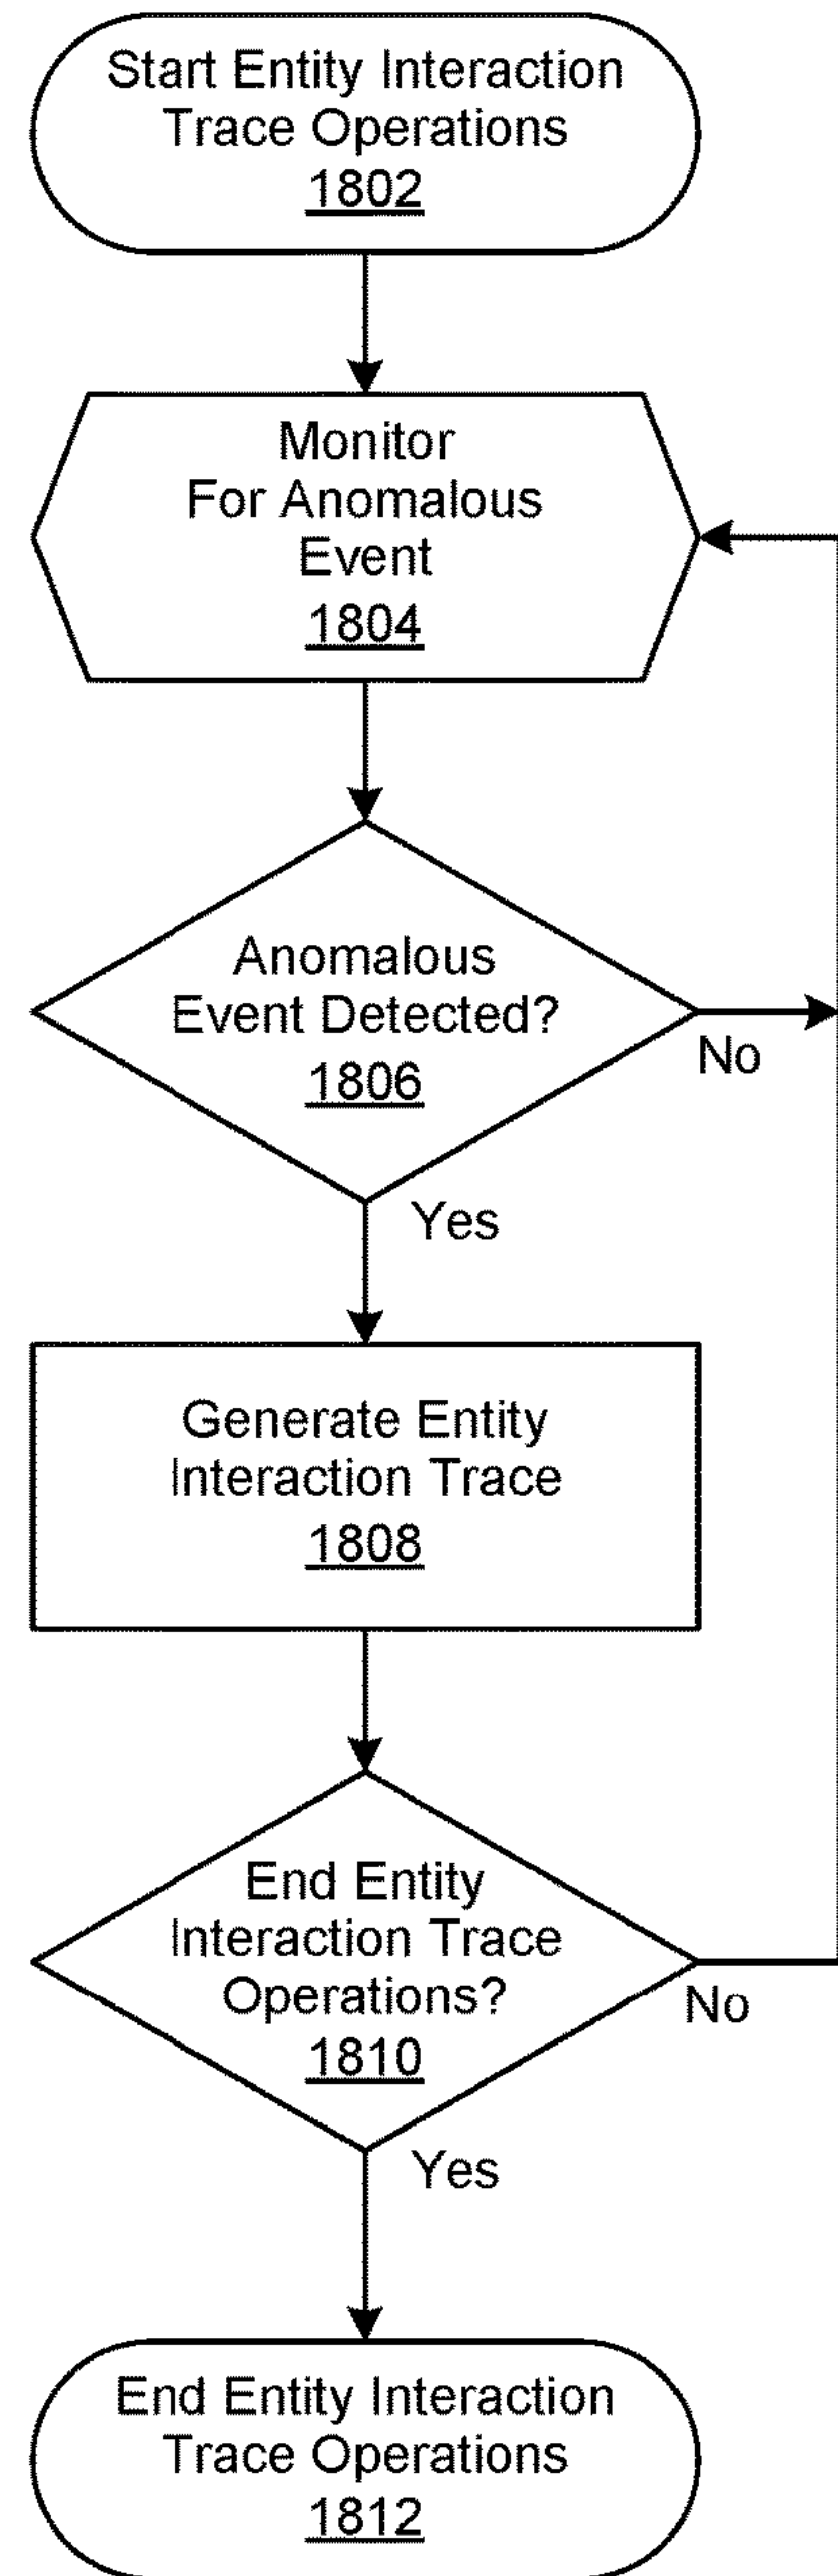 Start Entity Interaction
Trace Operations
1802
Monitor
For Anomalous
Event
1804
Anomalous
Event Detected?
1806
No
Yes
Generate Entity
Interaction Trace
1808
End Entity
Interaction Trace
Operations?
1810
No
Yes
End Entity Interaction
Trace Operations
1812